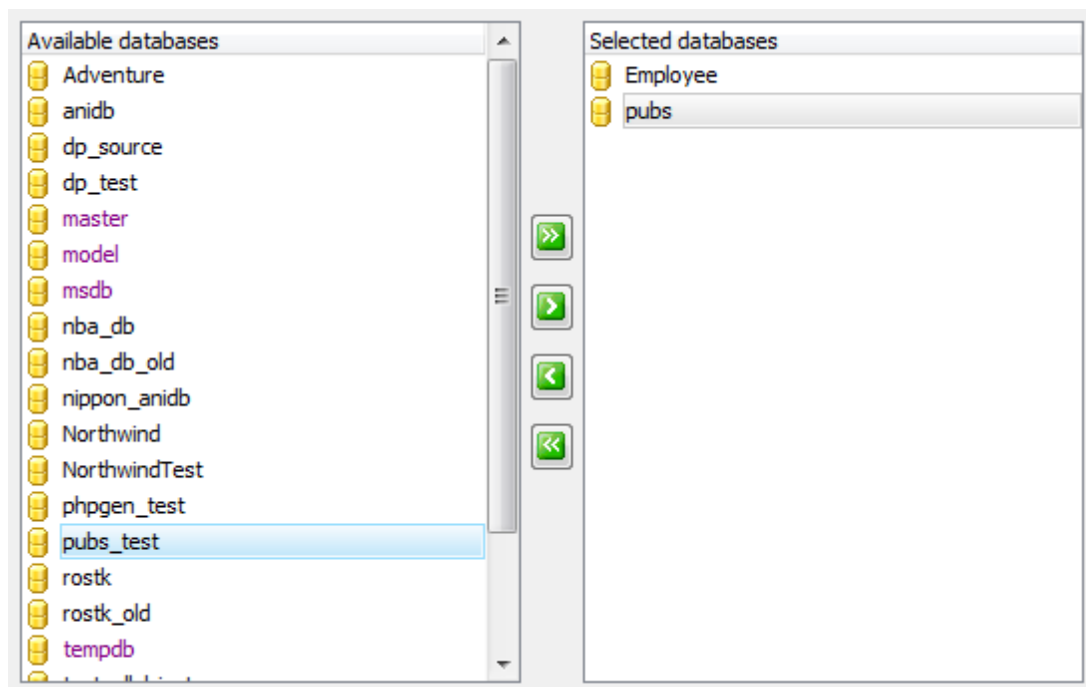 Available databases
Adventure
anidb
dp_source
dp_test
master
model
msdb
nba_db
nba_db_old
nippon_anidb
Northwind
NorthwindTest
phpgen_test
pubs_test
rostk
rostk_old
tempdb
Selected databases
Employee
pubs